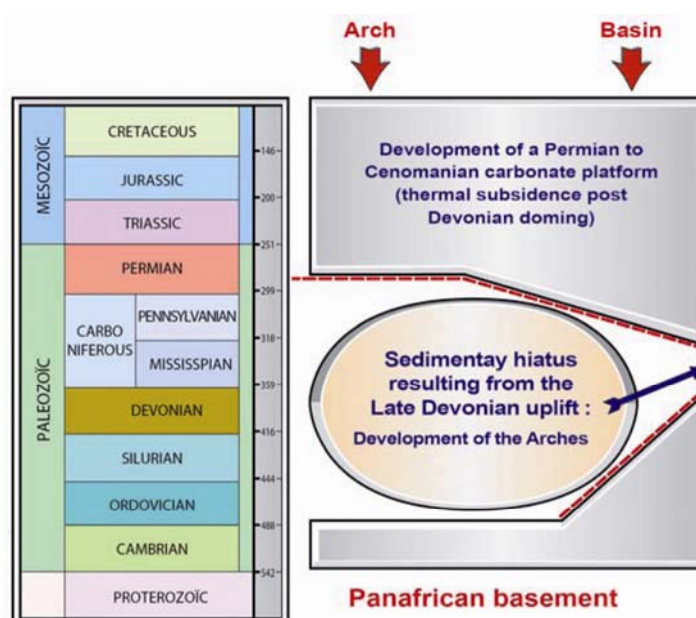 Arch
Basin
MESOZOÏC
CRETACEOUS
JURASSIC
TRIASSIC
146
200
251
PALEOZOÏC
PERMIAN
CARBO
NIFEROUS
PENNSYLVANIAN
MISSISSPIAN
DEVONIAN
SILURIAN
ORDOVICIAN
CAMBRIAN
PROTEROZOÏC
299
318
359
416
444
488
542
Development of a Permian to
Cenomanian carbonate platform
(thermal subsidence post
Devonian doming)
Sedimentay hiatus
resulting from the
Late Devonian uplift :
Development of the Arches
Panafrican basement